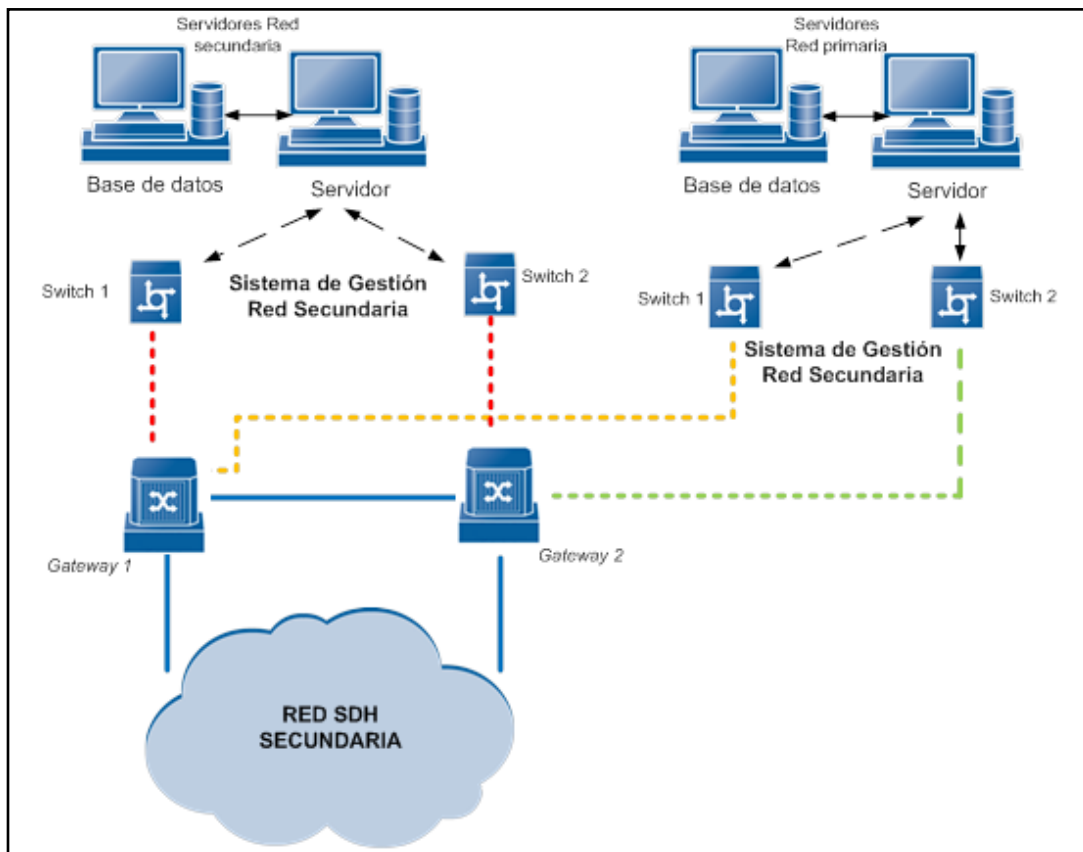 Servidores Red
secundaria
Servidores
Red primaria
Base de datos
Servidor
Base de datos
Servidor
Switch 1
Sistema de Gestión
Red Secundaria
Switch 2
Switch 1
Switch 2
Sistema de Gestión
Red Secundaria
Gateway 1
Gateway 2
RED SDH
SECUNDARIA